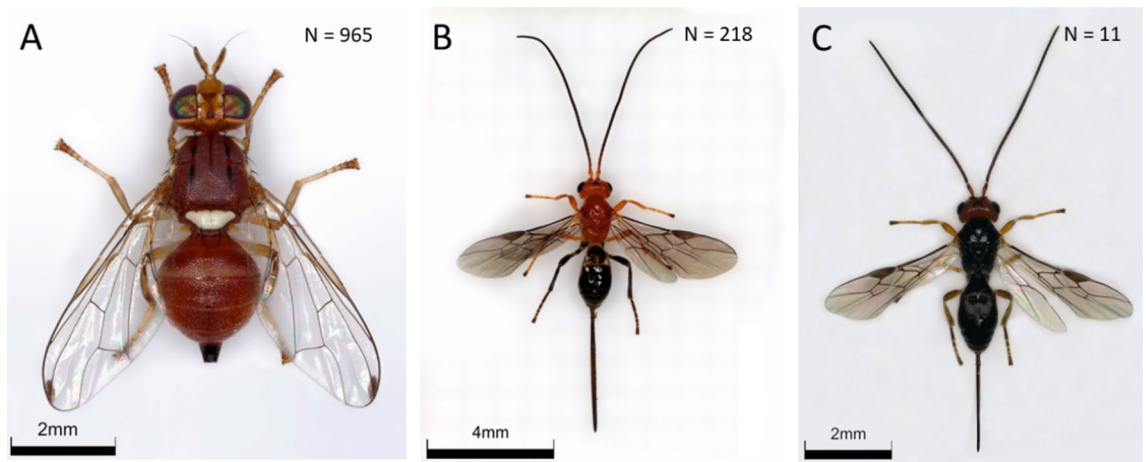 A
N = 965
2mm
B
N = 218
4mm
C
N = 11
2mm